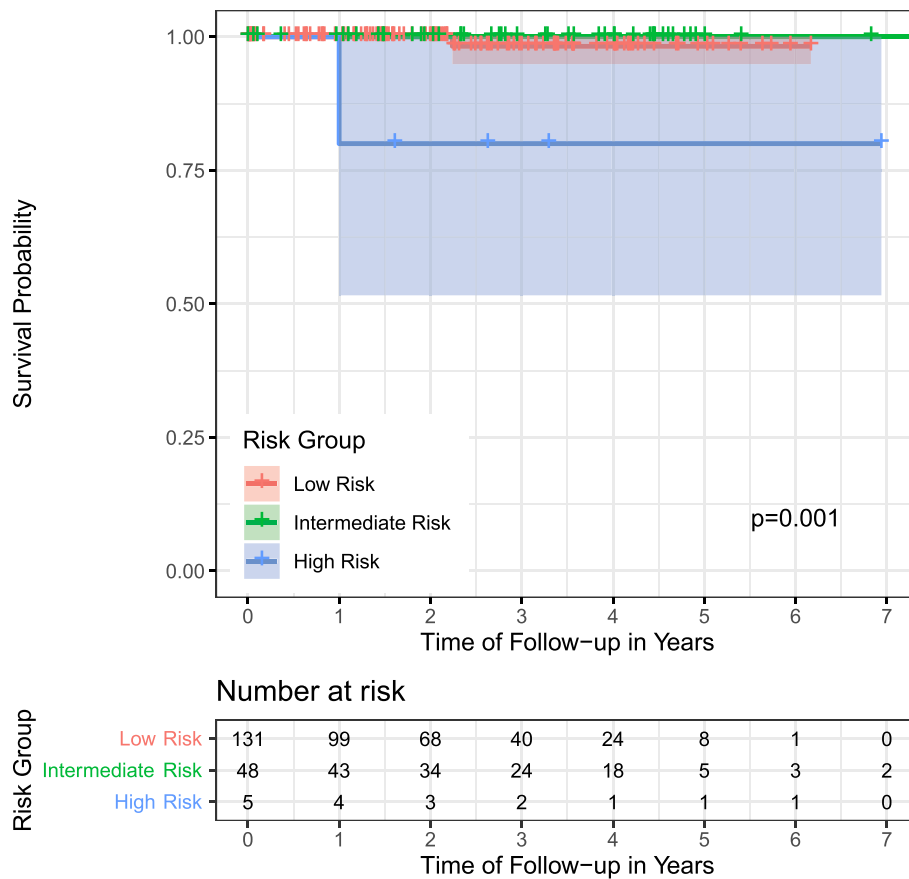 Survival Probability
1.00
0.75
0.50
0.25
0.00
Risk Group
Low Risk
Intermediate Risk
High Risk
p=0.001
0 1 2 3 4 5 6 7
Time of Follow−up in Years
Number at risk
Risk Group
Low Risk 131 99 68 40 24 8 1 0
Intermediate Risk 48 43 34 24 18 5 3 2
High Risk 5 4 3 2 1 1 1 0
0 1 2 3 4 5 6 7
Time of Follow−up in Years